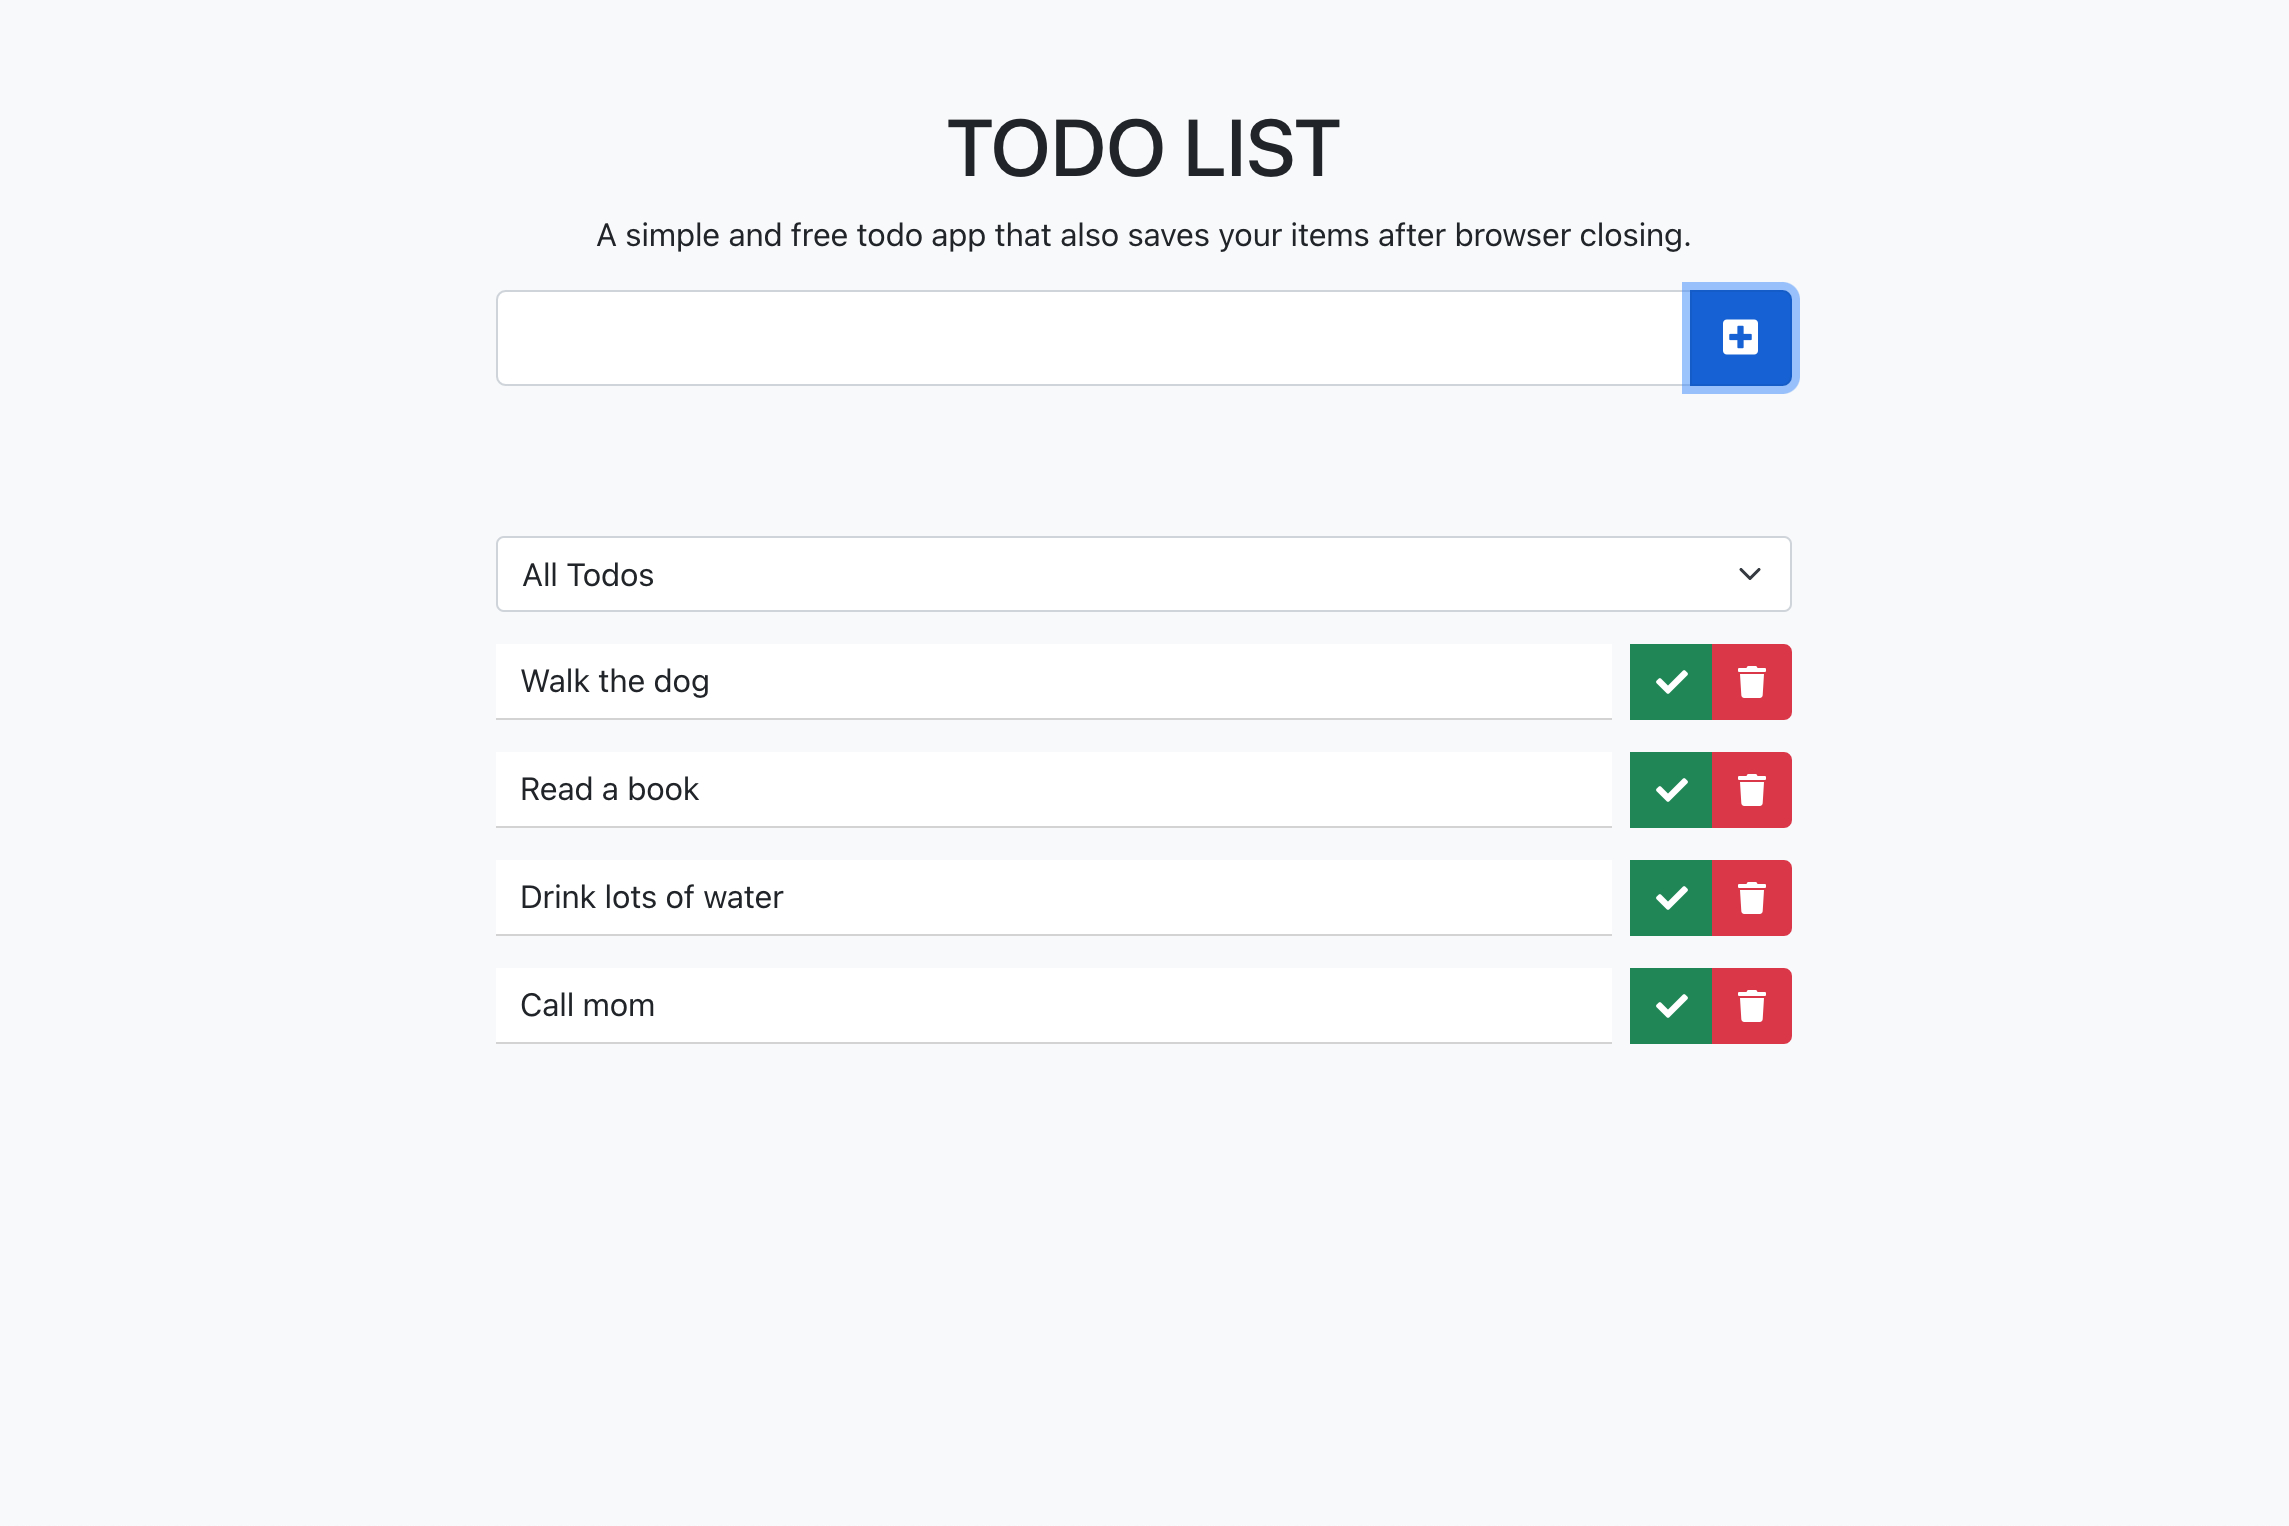 TODO LIST
A simple and free todo app that also saves your items after browser closing.
All Todos
Walk the dog
Read a book
Drink lots of water
Call mom